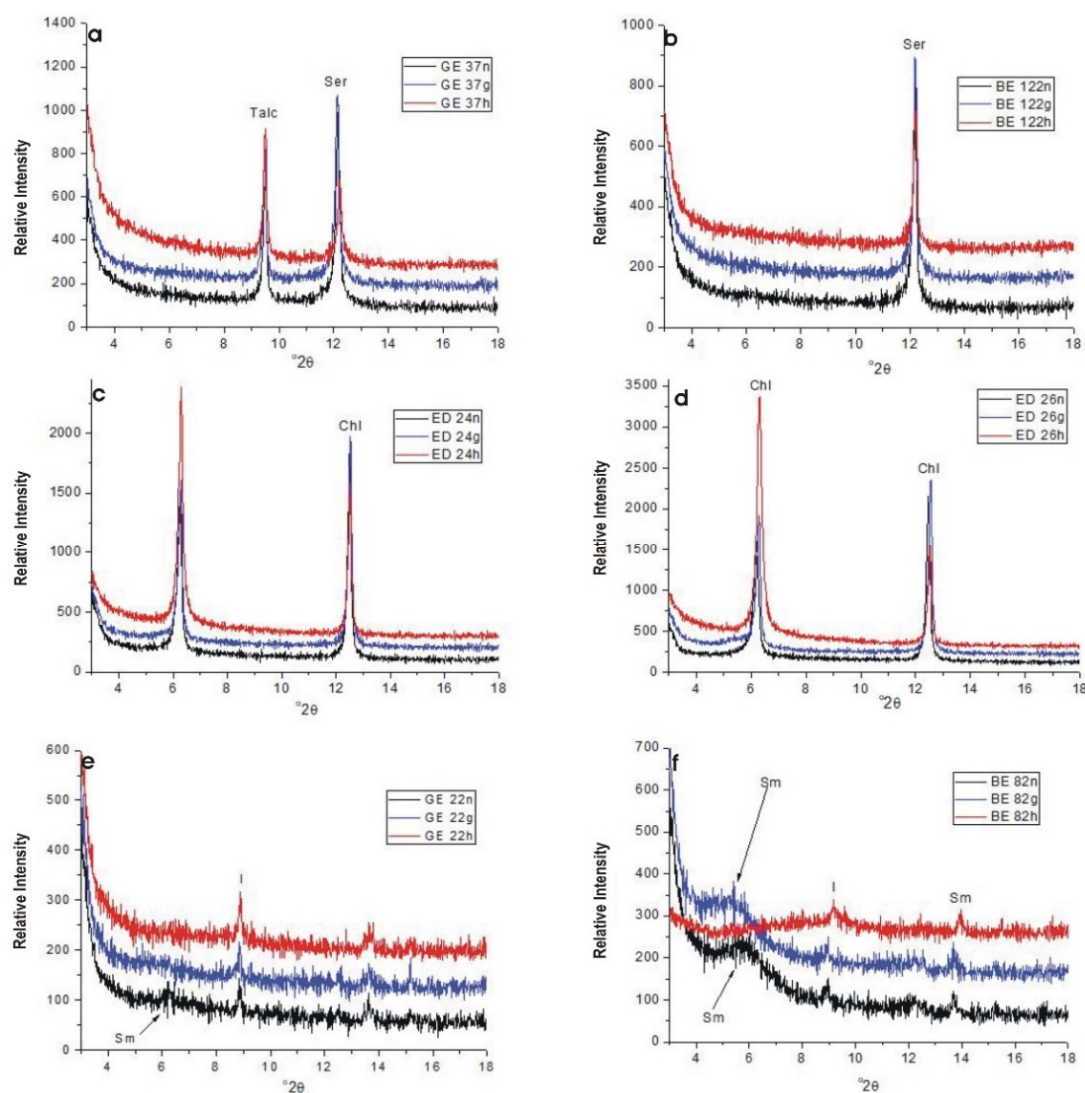 a
1400
1200
1000
800
600
400
200
0
Relative Intensity
Talc
Ser
GE 37n
GE 37g
GE 37h
4 6 8 10 12 14 16 18
°2θ
b
1000
800
600
400
200
0
Relative Intensity
Ser
BE 122n
BE 122g
BE 122h
4 6 8 10 12 14 16 18
°2θ
c
2000
1500
1000
500
0
Relative Intensity
Chl
ED 24n
ED 24g
ED 24h
4 6 8 10 12 14 16 18
°2θ
d
3500
3000
2500
2000
1500
1000
500
0
Relative Intensity
Chl
Chl
ED 26n
ED 26g
ED 26h
4 6 8 10 12 14 16 18
°2θ
e
600
500
400
300
200
100
0
Relative Intensity
I
Sm
GE 22n
GE 22g
GE 22h
4 6 8 10 12 14 16 18
°2θ
f
700
600
500
400
300
200
100
0
Relative Intensity
Sm
I
Sm
Sm
BE 82n
BE 82g
BE 82h
4 6 8 10 12 14 16 18
°2θ